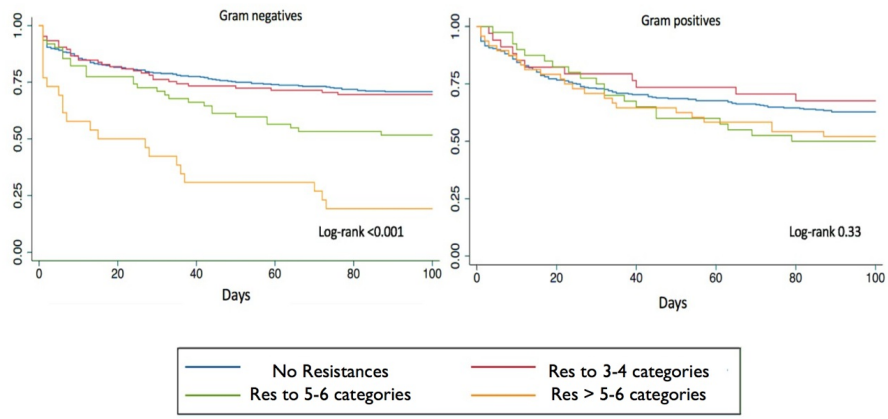 Gram negatives
1.00
0.75
0.50
0.25
0.00
Log-rank <0.001
0 20 40 60 80 100
Days
Gram positives
1.00
0.75
0.50
0.25
0.00
Log-rank 0.33
0 20 40 60 80 100
Days
No Resistances Res to 3-4 categories
Res to 5-6 categories Res > 5-6 categories